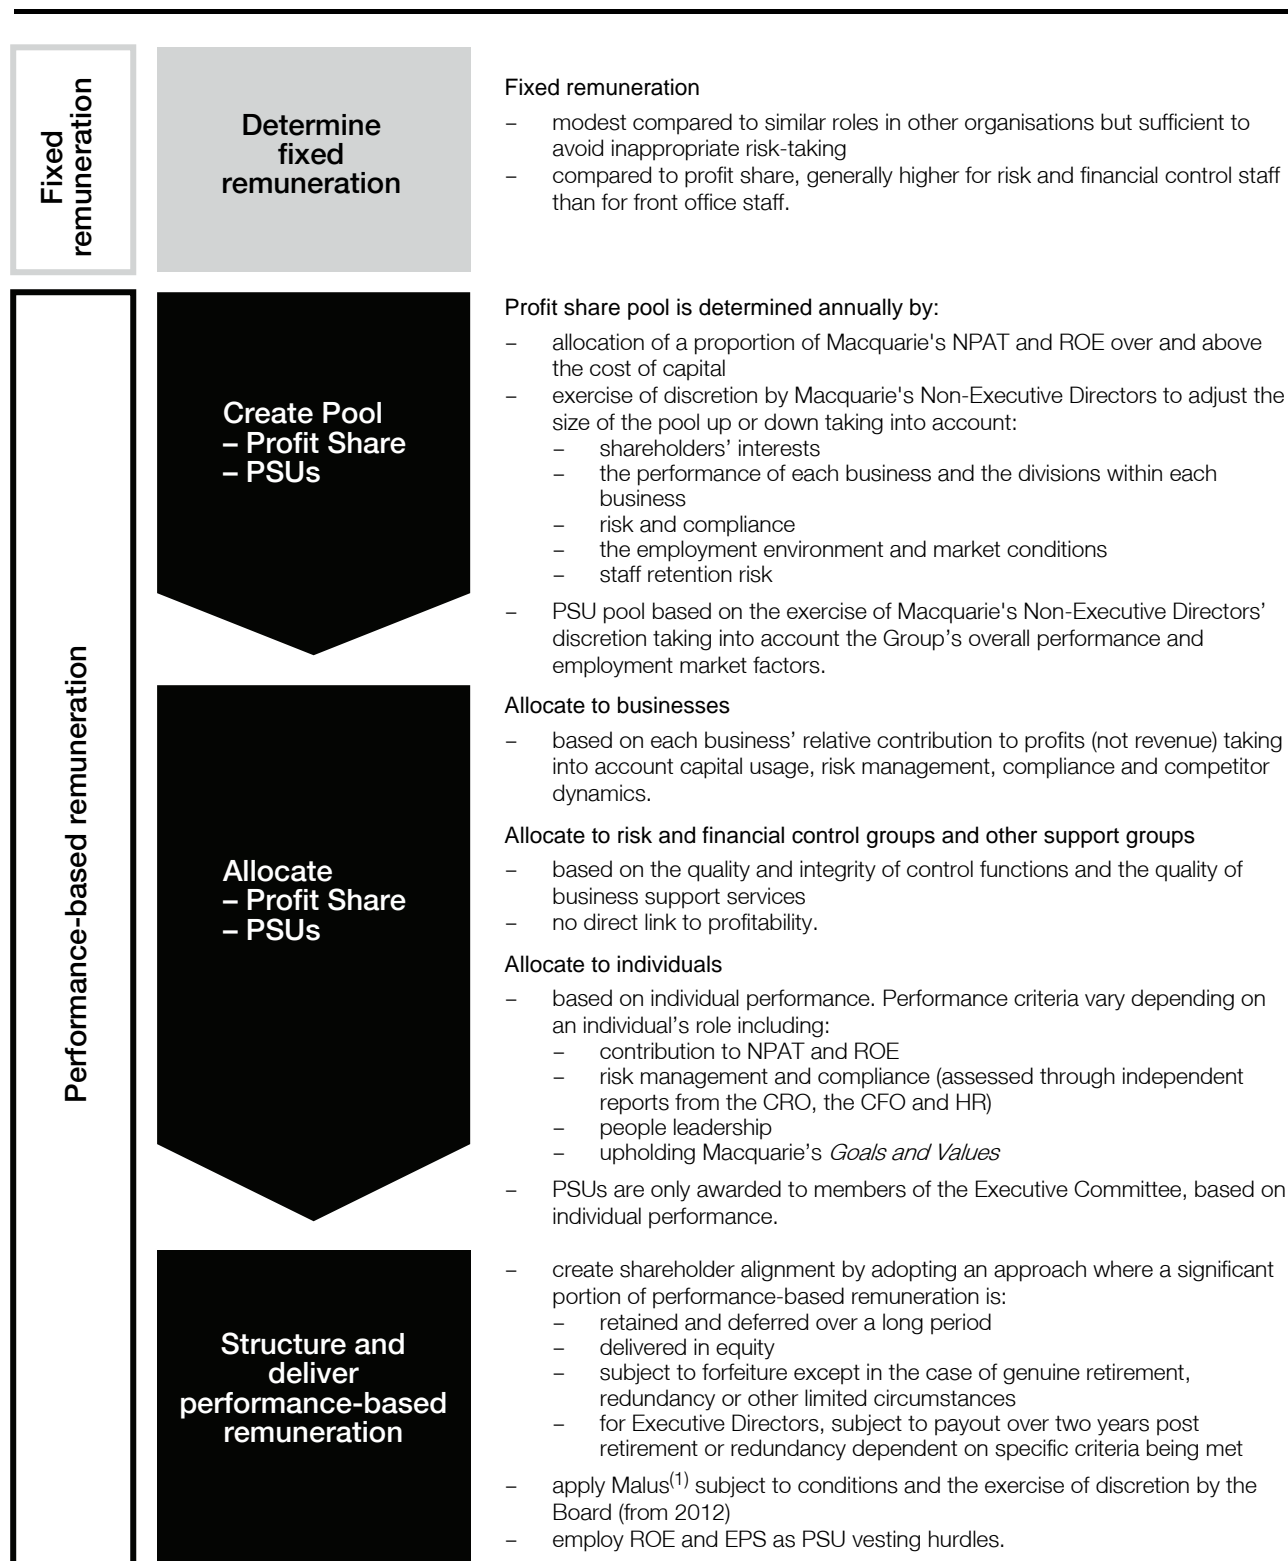 Fixed
remuneration
Determine
fixed
remuneration
Fixed remuneration
– modest compared to similar roles in other organisations but sufficient to
avoid inappropriate risk-taking
– compared to profit share, generally higher for risk and financial control staff
than for front office staff.
Performance-based remuneration
Create Pool
– Profit Share
– PSUs
Profit share pool is determined annually by:
– allocation of a proportion of Macquarie's NPAT and ROE over and above
the cost of capital
– exercise of discretion by Macquarie's Non-Executive Directors to adjust the
size of the pool up or down taking into account:
– shareholders’ interests
– the performance of each business and the divisions within each
business
– risk and compliance
– the employment environment and market conditions
– staff retention risk
– PSU pool based on the exercise of Macquarie's Non-Executive Directors’
discretion taking into account the Group’s overall performance and
employment market factors.
Allocate
– Profit Share
– PSUs
Allocate to businesses
– based on each business’ relative contribution to profits (not revenue) taking
into account capital usage, risk management, compliance and competitor
dynamics.
Allocate to risk and financial control groups and other support groups
– based on the quality and integrity of control functions and the quality of
business support services
– no direct link to profitability.
Allocate to individuals
– based on individual performance. Performance criteria vary depending on
an individual’s role including:
– contribution to NPAT and ROE
– risk management and compliance (assessed through independent
reports from the CRO, the CFO and HR)
– people leadership
– upholding Macquarie’s Goals and Values
– PSUs are only awarded to members of the Executive Committee, based on
individual performance.
Structure and
deliver
performance-based
remuneration
– create shareholder alignment by adopting an approach where a significant
portion of performance-based remuneration is:
– retained and deferred over a long period
– delivered in equity
– subject to forfeiture except in the case of genuine retirement,
redundancy or other limited circumstances
– for Executive Directors, subject to payout over two years post
retirement or redundancy dependent on specific criteria being met
– apply Malus(1) subject to conditions and the exercise of discretion by the
Board (from 2012)
– employ ROE and EPS as PSU vesting hurdles.